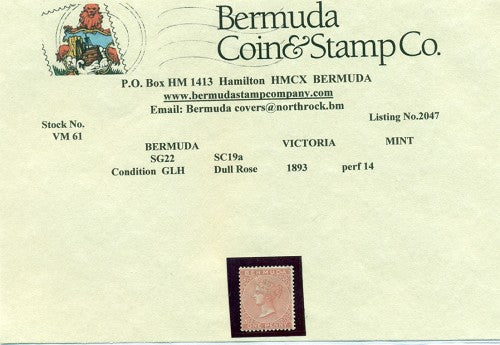 Bermuda
Coin&Stamp Co.
P.O. Box HM 1413 Hamilton HMCX BERMUDA
www.bermudastampcompany.com
Email: Bermuda covers@northrock.bm
Stock No. Listing No.2047
VM 61
BERMUDA VICTORIA MINT
SG22 SC19a
Condition GLH Dull Rose 1893 perf 14
BERMUDA